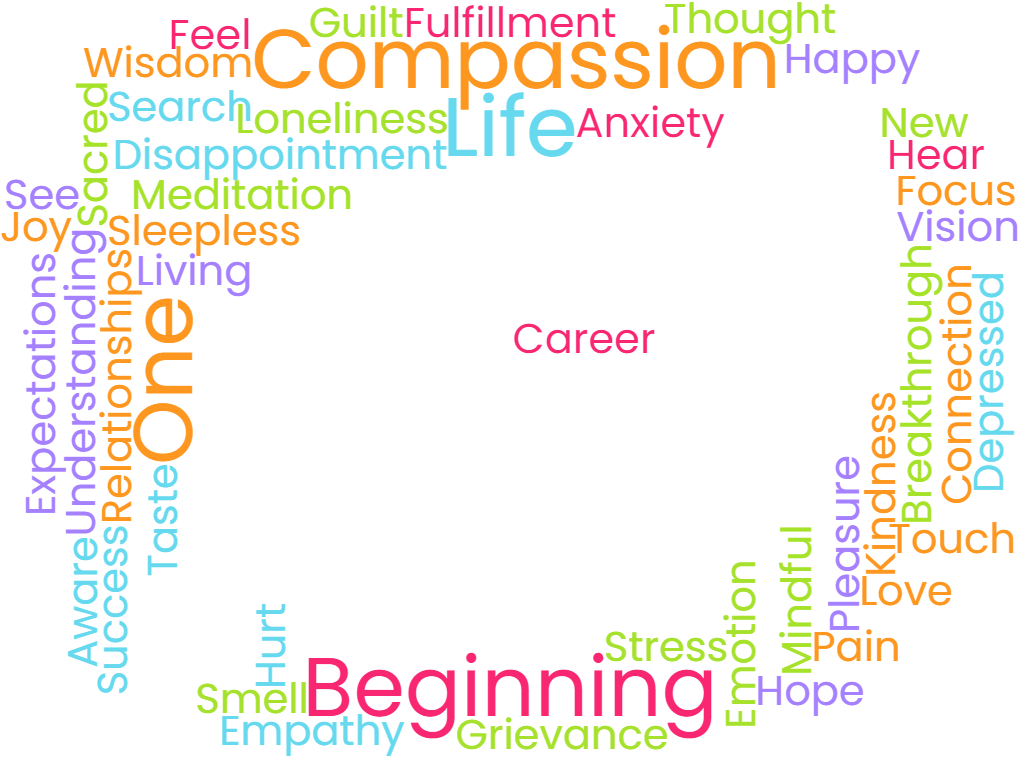 Guilt
Fulfillment
Thought
Feel
Compassion
Wisdom
Happy
Search
Loneliness
Life
Anxiety
New
Sacred
Disappointment
Hear
See
Meditation
Focus
Joy
Sleepless
Vision
Living
Expectations
Understanding
Relationships
One
Career
Breakthrough
Connection
Depressed
Kindness
Taste
Pleasure
Touch
Aware
Success
Love
Hurt
Mindful
Emotion
Stress
Pain
Beginning
Smell
Hope
Empathy
Grievance